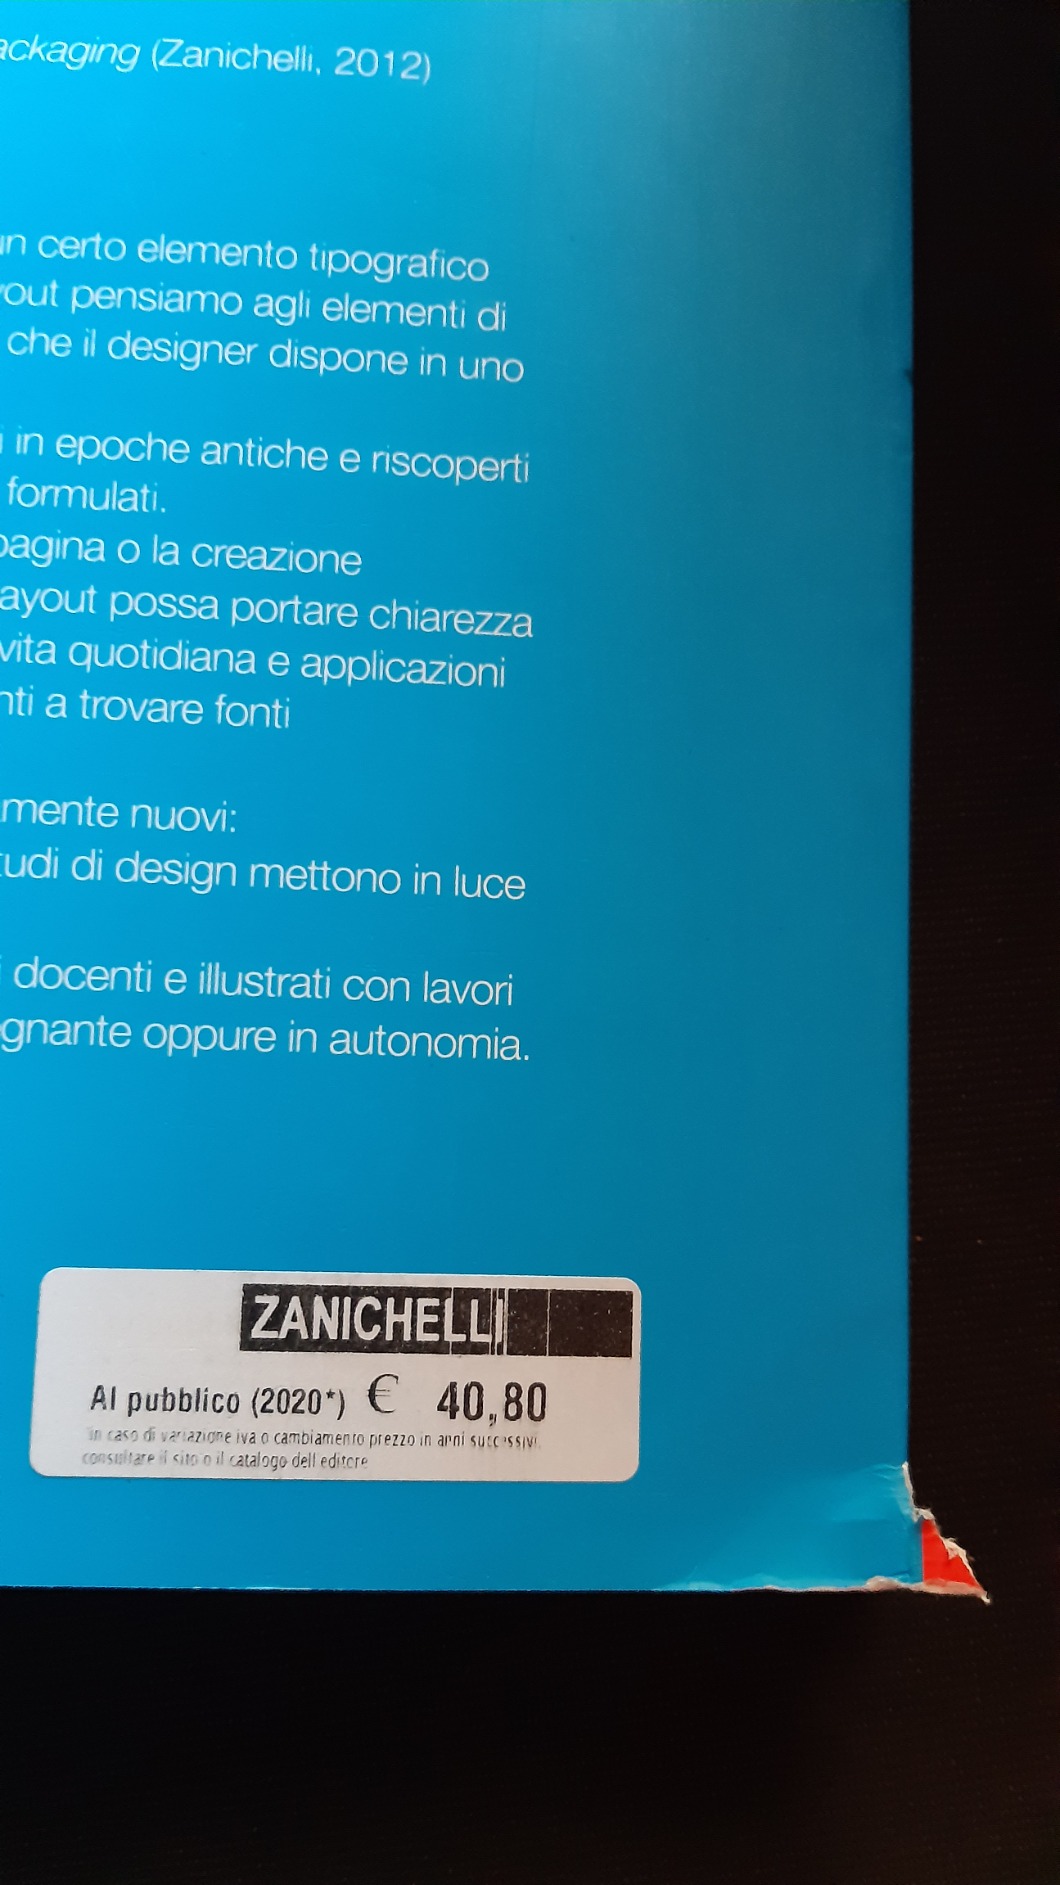 ackaging (Zanichelli, 2012)
un certo elemento tipografico
yout pensiamo agli elementi di
che il designer dispone in uno
i in epoche antiche e riscoperti
formulati.
pagina o la creazione
ayout possa portare chiarezza
vita quotidiana e applicazioni
nti a trovare fonti
mente nuovi:
tudi di design mettono in luce
i docenti e illustrati con lavori
gnante oppure in autonomia.
ZANICHELLI
Al pubblico (2020*) € 40,80
in caso di variazione iva o cambiamento prezzo in anni successivi
consultare il sito o il catalogo dell editore